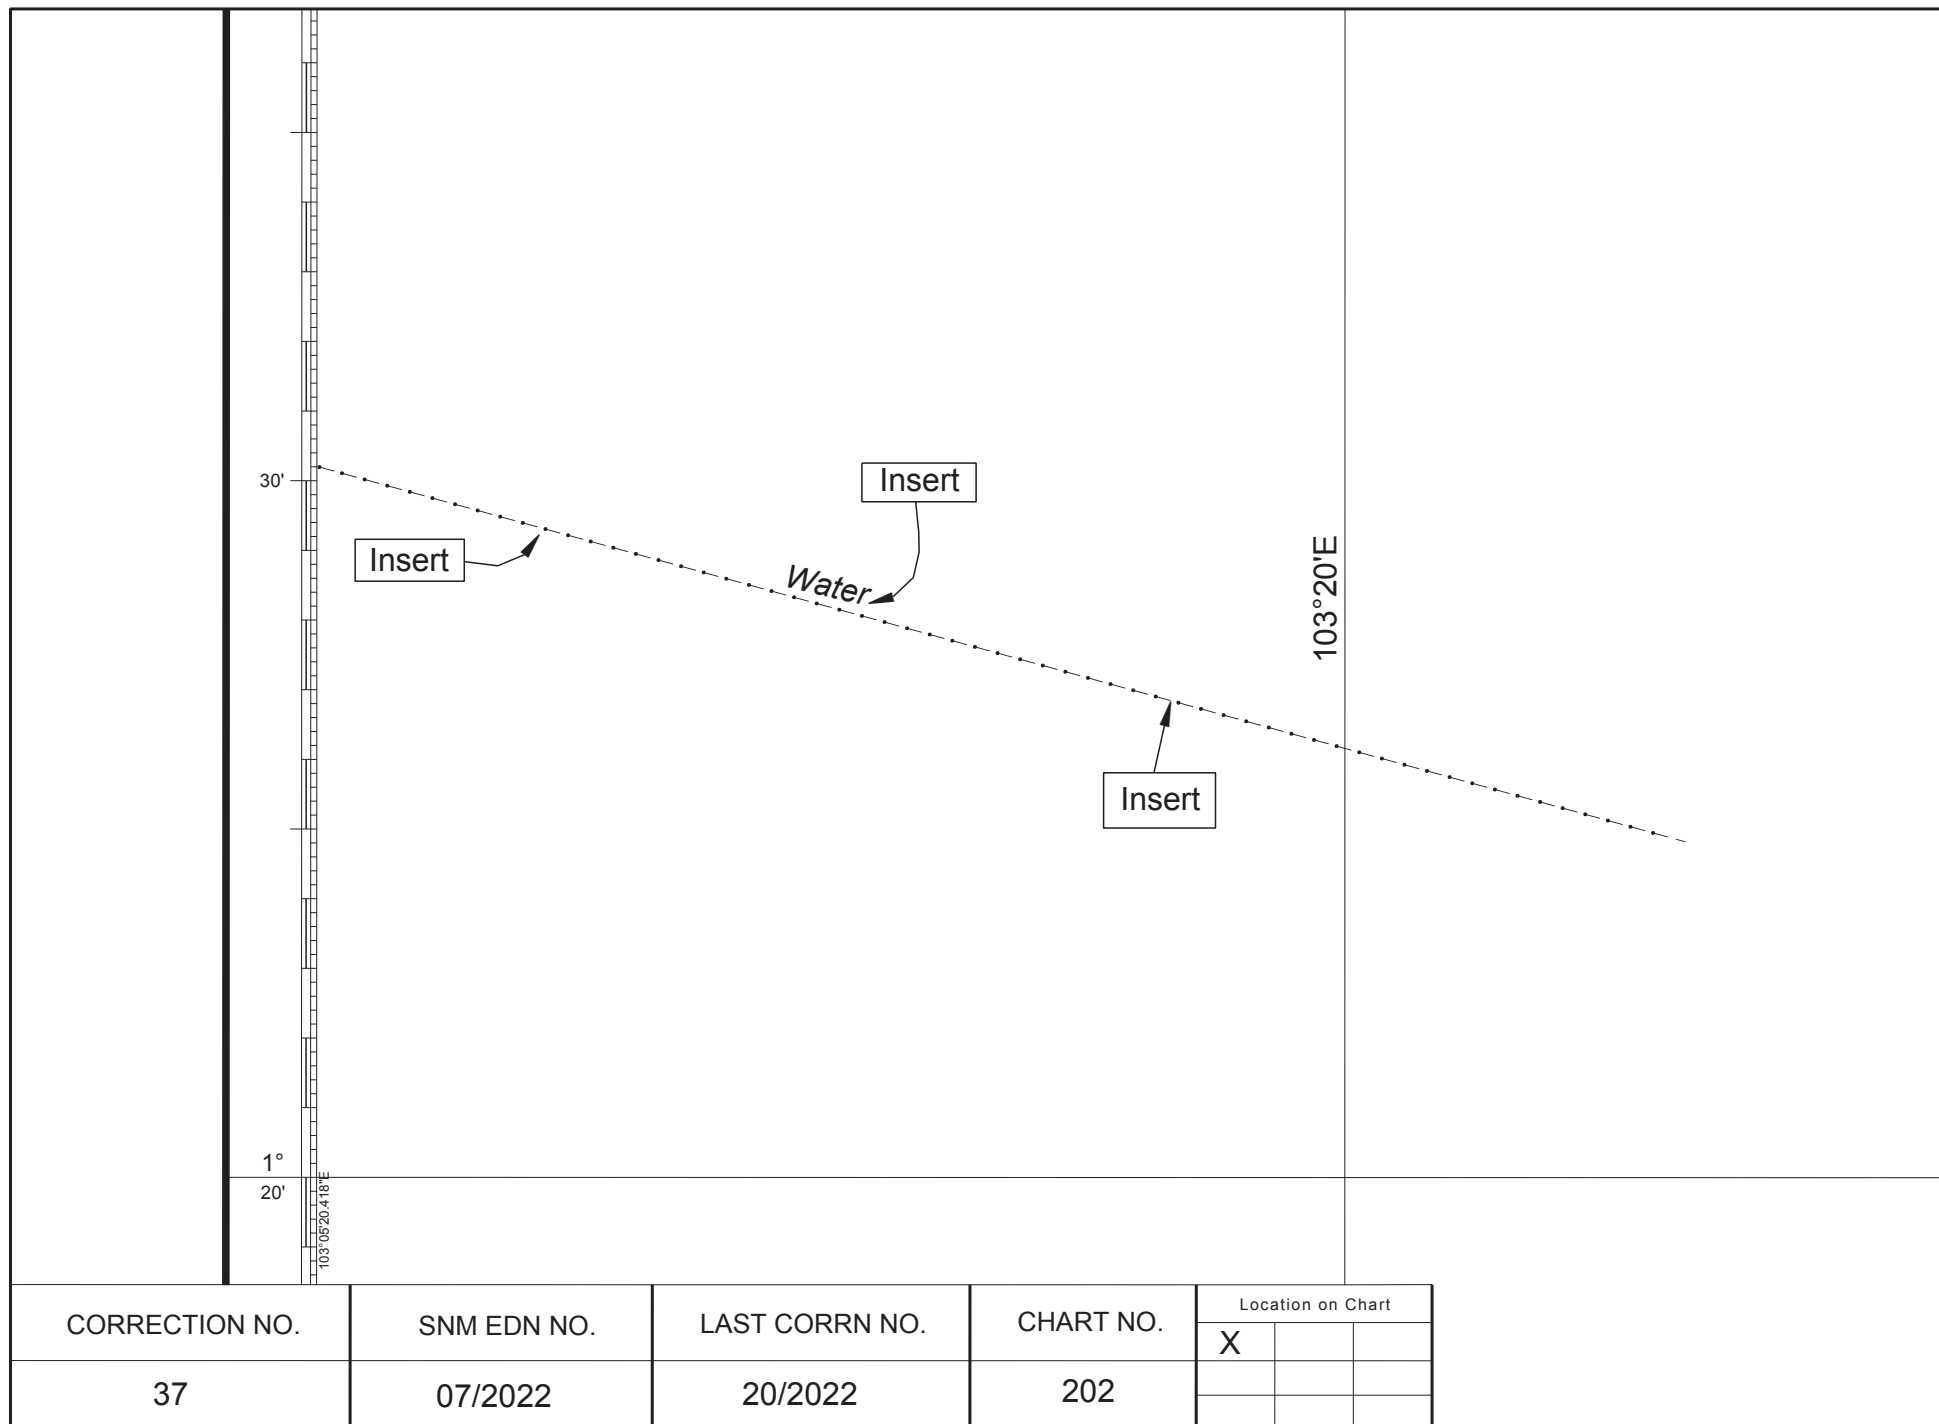 Insert
30'
Insert
Water
103°20'E
Insert
1°
20'
103°05'20.418"E
CORRECTION NO.
SNM EDN NO.
LAST CORRN NO.
CHART NO.
Location on Chart
X
37
07/2022
20/2022
202